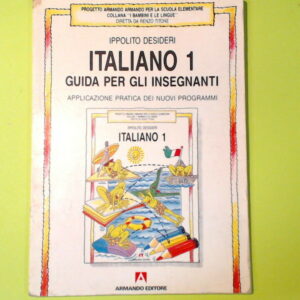 PROGETTO ARMANDO ARMANDO PER LA SCUOLA ELEMENTARE
COLLANA "I BAMBINI E LE LINGUE"
DIRETTA DA RENZO TITONE
IPPOLITO DESIDERI
ITALIANO 1
GUIDA PER GLI INSEGNANTI
APPLICAZIONE PRATICA DEI NUOVI PROGRAMMI
IPPOLITO DESIDERI
ITALIANO 1
ARMANDO EDITORE